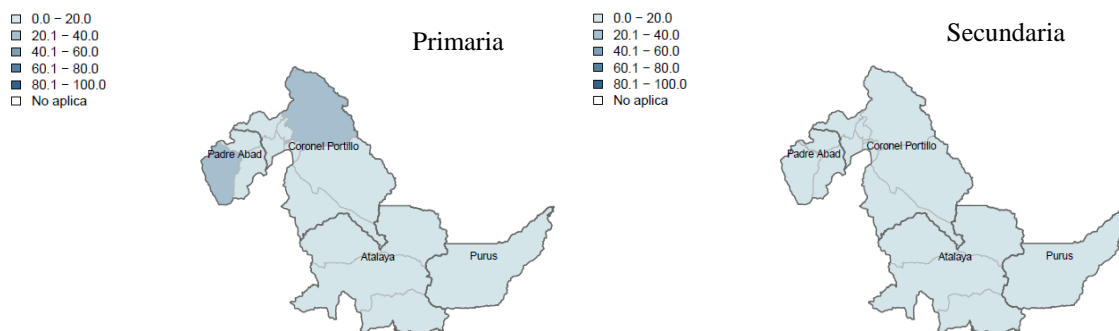 0.0 – 20.0
20.1 – 40.0
40.1 – 60.0
60.1 – 80.0
80.1 – 100.0
No aplica
Primaria
Padre Abad
Coronel Portillo
Atalaya
Purus
0.0 – 20.0
20.1 – 40.0
40.1 – 60.0
60.1 – 80.0
80.1 – 100.0
No aplica
Secundaria
Padre Abad
Coronel Portillo
Atalaya
Purus